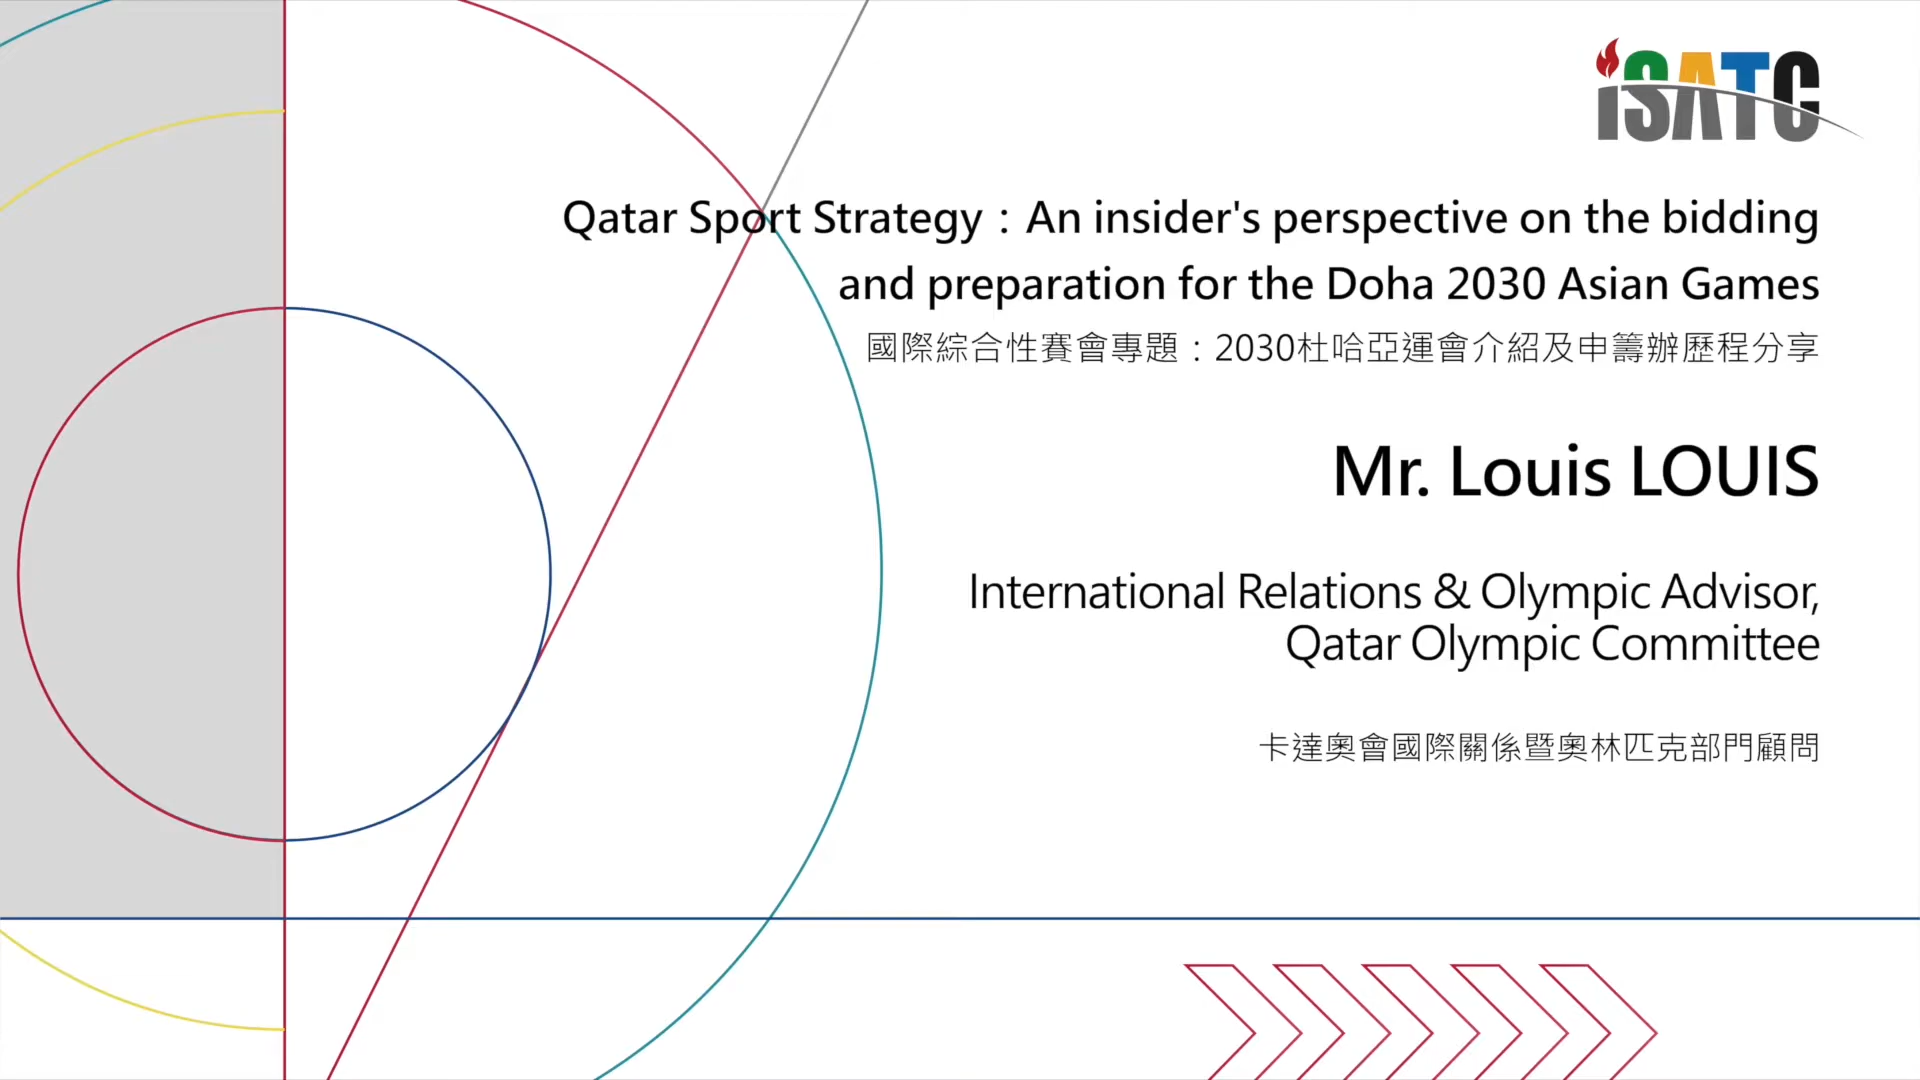 iSATC
Qatar Sport Strategy：An insider's perspective on the bidding
and preparation for the Doha 2030 Asian Games
國際綜合性賽會專題：2030杜哈亞運會介紹及申籌辦歷程分享
Mr. Louis LOUIS
International Relations & Olympic Advisor,
Qatar Olympic Committee
卡達奧會國際關係暨奧林匹克部門顧問